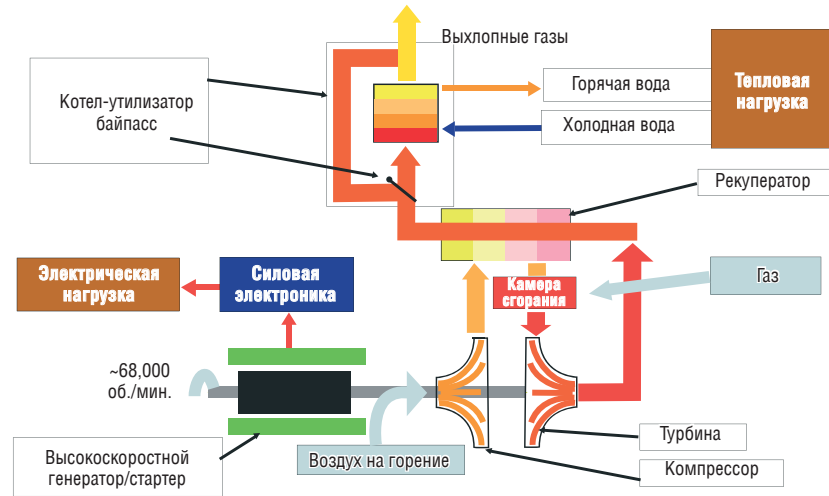 Выхлопные газы
Котел-утилизатор
байпасс
Горячая вода
Холодная вода
Тепловая
нагрузка
Рекуператор
Электрическая
нагрузка
Силовая
электроника
Камера
сгорания
Газ
~68,000
об./мин.
Высокоскоростной
генератор/стартер
Воздух на горение
Турбина
Компрессор